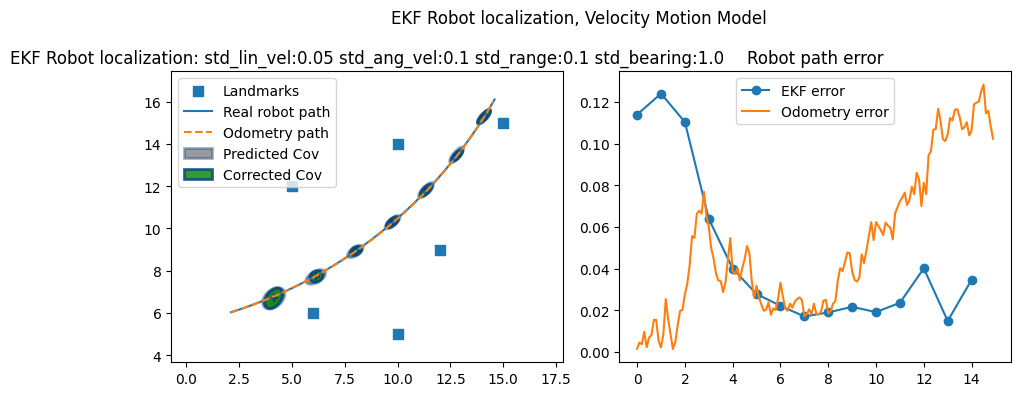 EKF Robot localization, Velocity Motion Model
EKF Robot localization: std_lin_vel:0.05 std_ang_vel:0.1 std_range:0.1 std_bearing:1.0
Landmarks
Real robot path
Odometry path
Predicted Cov
Corrected Cov
16
14
12
10
8
6
4
0.0 2.5 5.0 7.5 10.0 12.5 15.0 17.5
Robot path error
EKF error
Odometry error
0.12
0.10
0.08
0.06
0.04
0.02
0.00
0 2 4 6 8 10 12 14